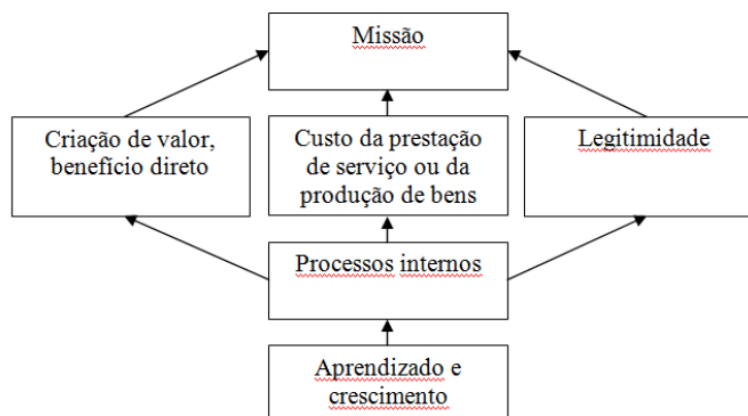 Missão
Criação de valor,
benefício direto
Custo da prestação
de serviço ou da
produção de bens
Legitimidade
Processos internos
Aprendizado e
crescimento